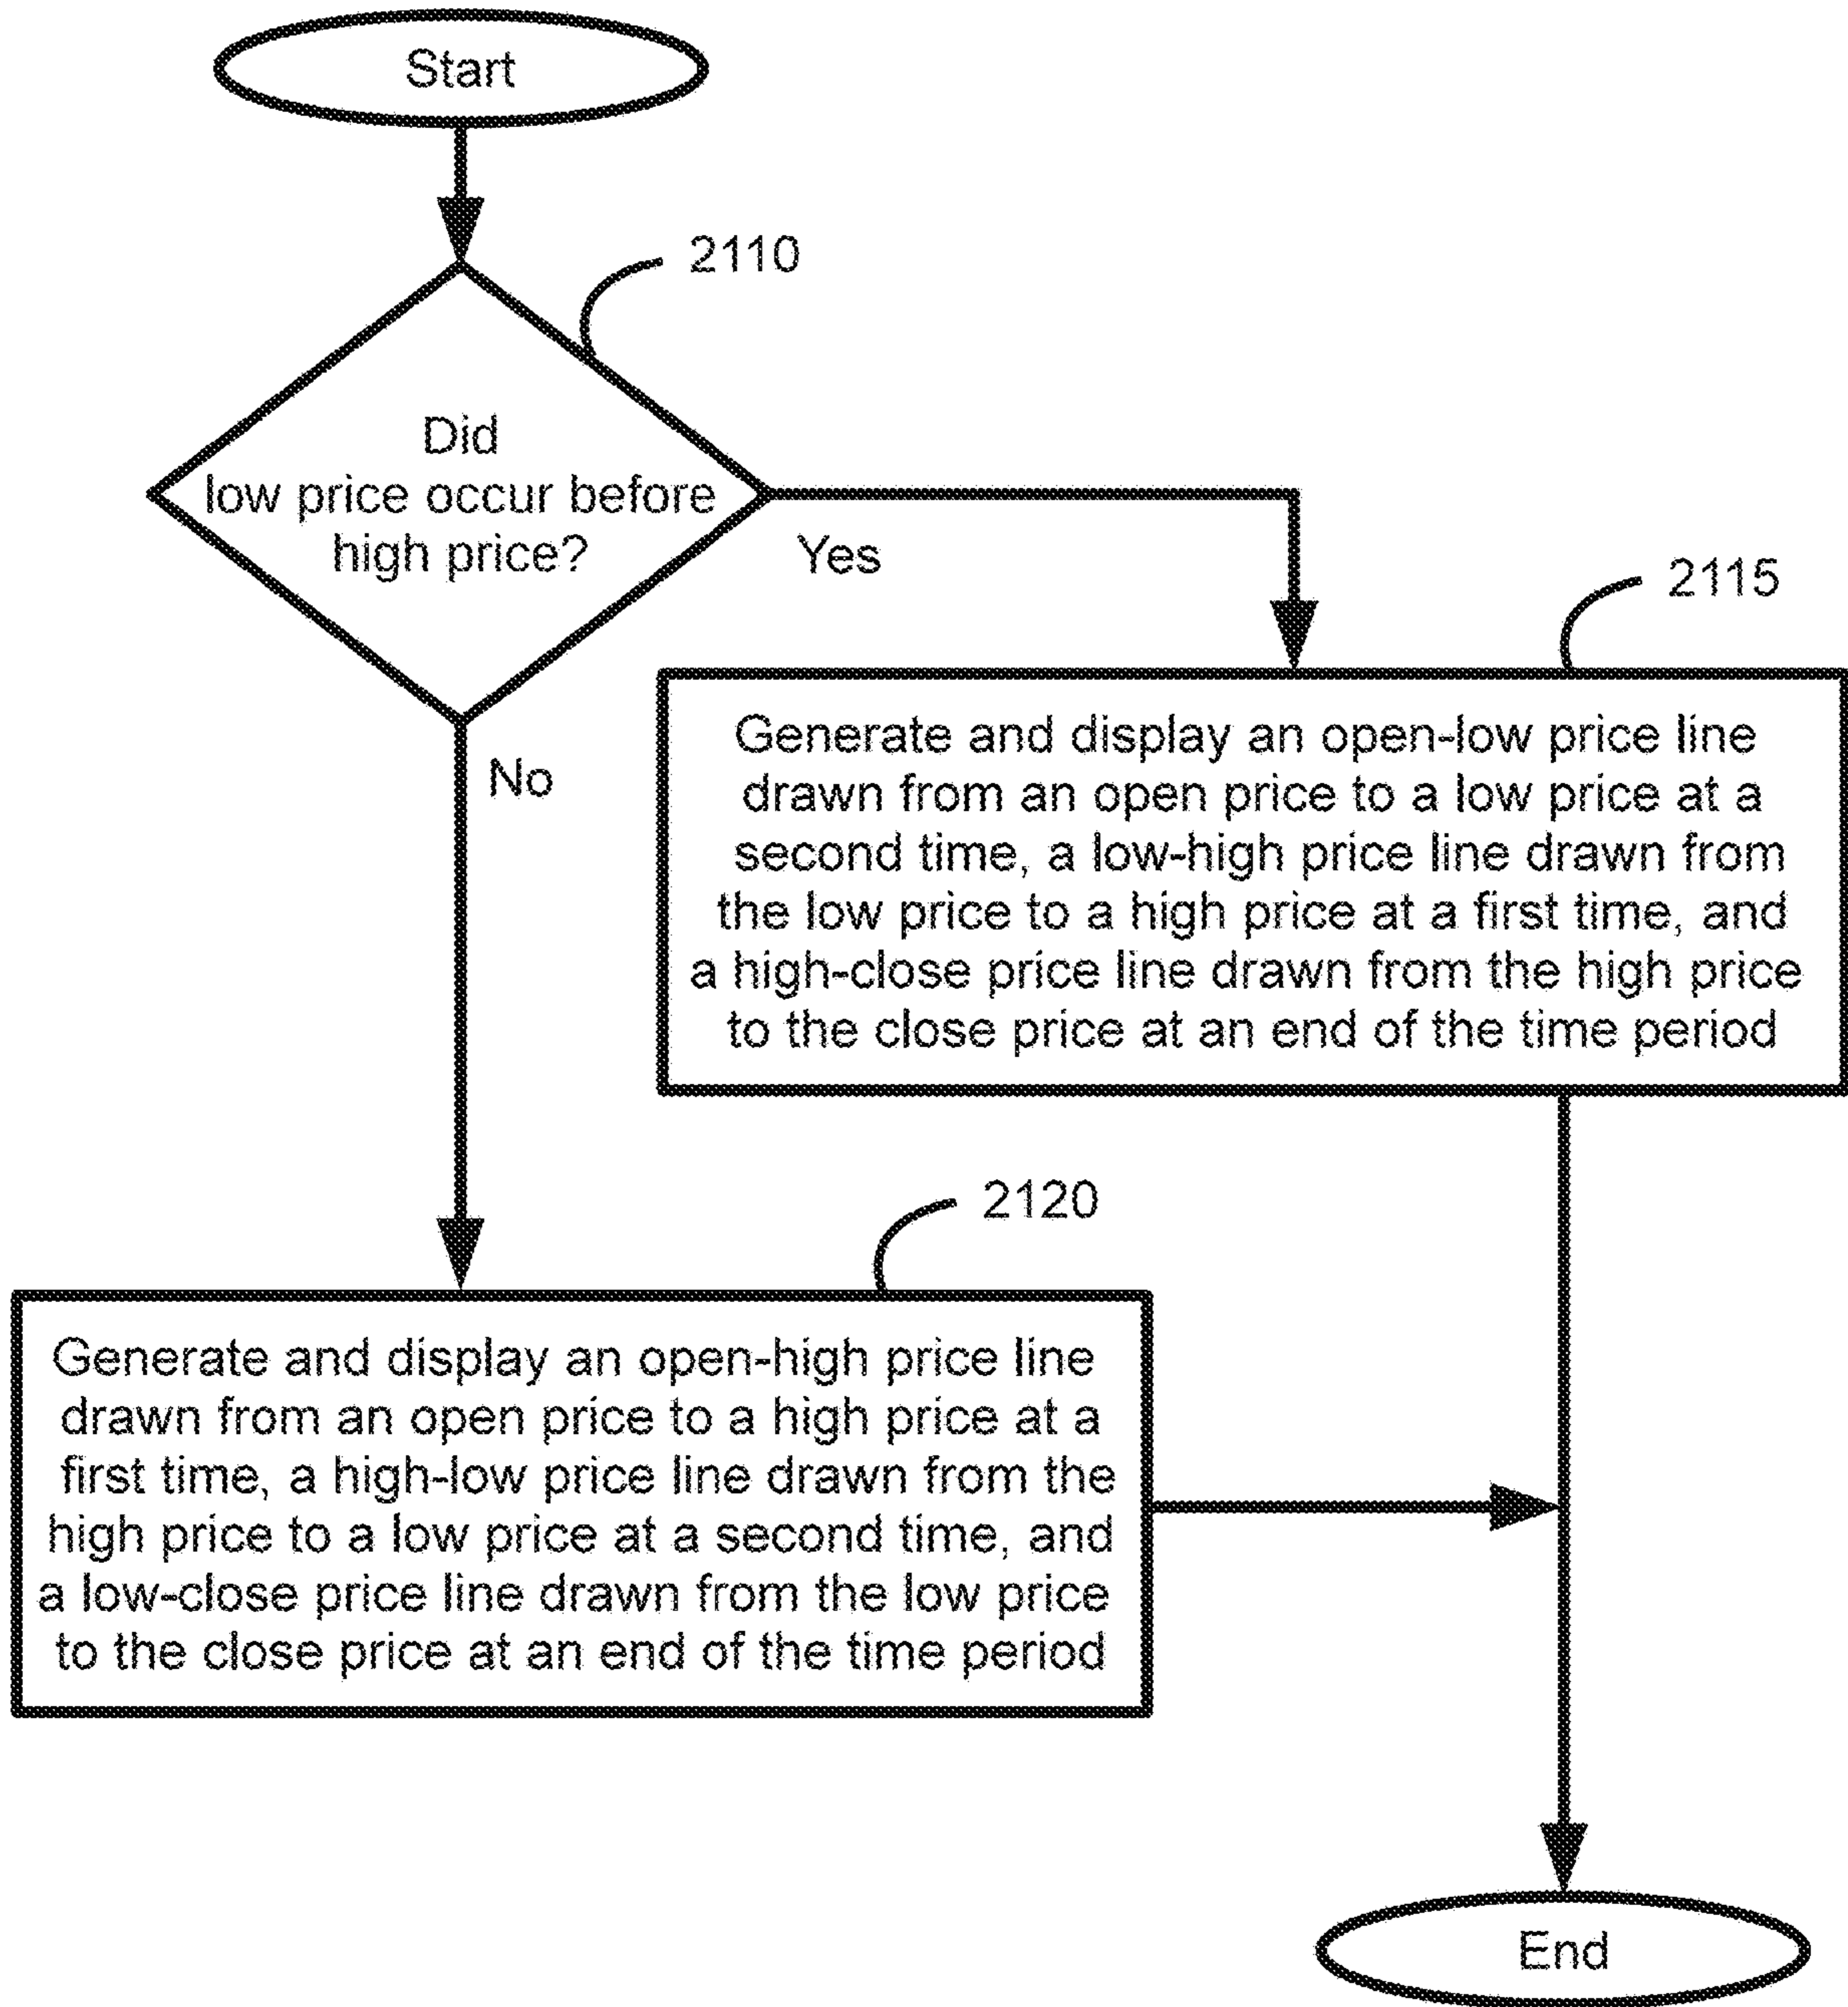 Start
2110
Did
low price occur before
high price?
Yes
No
2115
Generate and display an open-low price line
drawn from an open price to a low price at a
second time, a low-high price line drawn from
the low price to a high price at a first time, and
a high-close price line drawn from the high price
to the close price at an end of the time period
2120
Generate and display an open-high price line
drawn from an open price to a high price at a
first time, a high-low price line drawn from the
high price to a low price at a second time, and
a low-close price line drawn from the low price
to the close price at an end of the time period
End